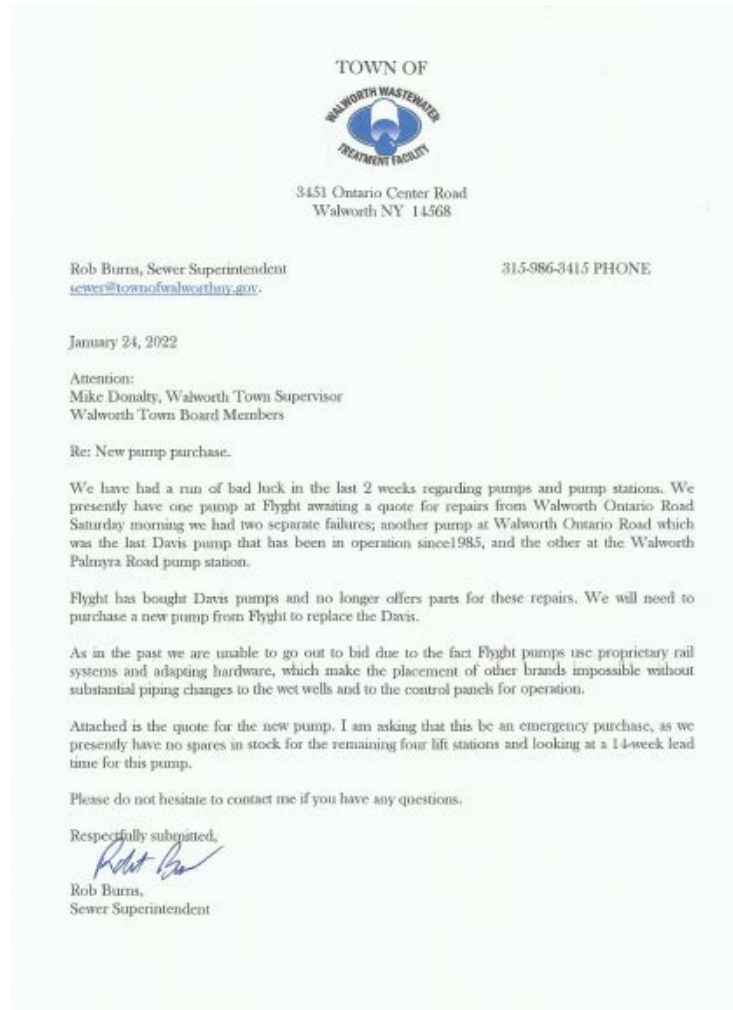 TOWN OF
WALWORTH WASTEWATER
TREATMENT FACILITY
3451 Ontario Center Road
Walworth NY 14568
Rob Burns, Sewer Superintendent 315-986-3415 PHONE
sewer@townofwalworthny.gov.
January 24, 2022
Attention:
Mike Donalty, Walworth Town Supervisor
Walworth Town Board Members
Re: New pump purchase.
We have had a run of bad luck in the last 2 weeks regarding pumps and pump stations. We
presently have one pump at Flyght awaiting a quote for repairs from Walworth Ontario Road
Saturday morning we had two separate failures; another pump at Walworth Ontario Road which
was the last Davis pump that has been in operation since1985, and the other at the Walworth
Palmyra Road pump station.
Flyght has bought Davis pumps and no longer offers parts for these repairs. We will need to
purchase a new pump from Flyght to replace the Davis.
As in the past we are unable to go out to bid due to the fact Flyght pumps use proprietary rail
systems and adapting hardware, which make the placement of other brands impossible without
substantial piping changes to the wet wells and to the control panels for operation.
Attached is the quote for the new pump. I am asking that this be an emergency purchase, as we
presently have no spares in stock for the remaining four lift stations and looking at a 14-week lead
time for this pump.
Please do not hesitate to contact me if you have any questions.
Respectfully submitted,
Rob Burns,
Sewer Superintendent